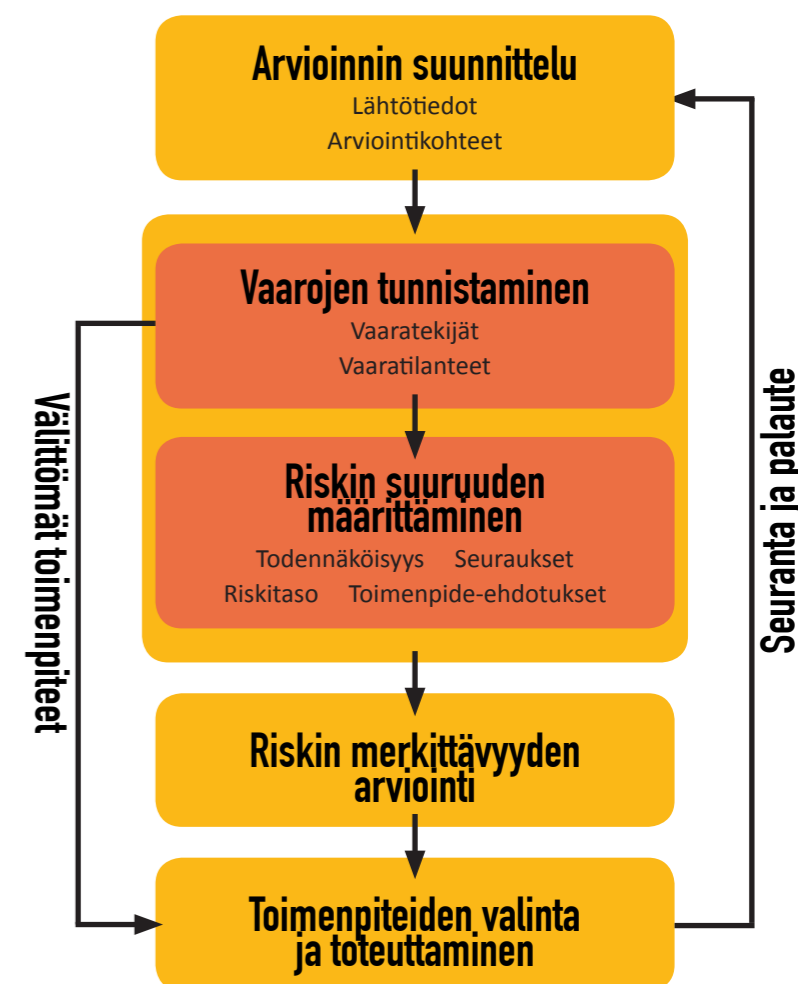 Arvioinnin suunnittelu
Lähtötiedot
Arviointikohteet
Vaarojen tunnistaminen
Vaaratekijät
Vaaratilanteet
Riskin suuruuden
määrittäminen
Todennäköisyys Seuraukset
Riskitaso Toimenpide-ehdotukset
Riskin merkittävyyden
arviointi
Toimenpiteiden valinta
ja toteuttaminen
Välittömät toimenpiteet
Seuranta ja palaute